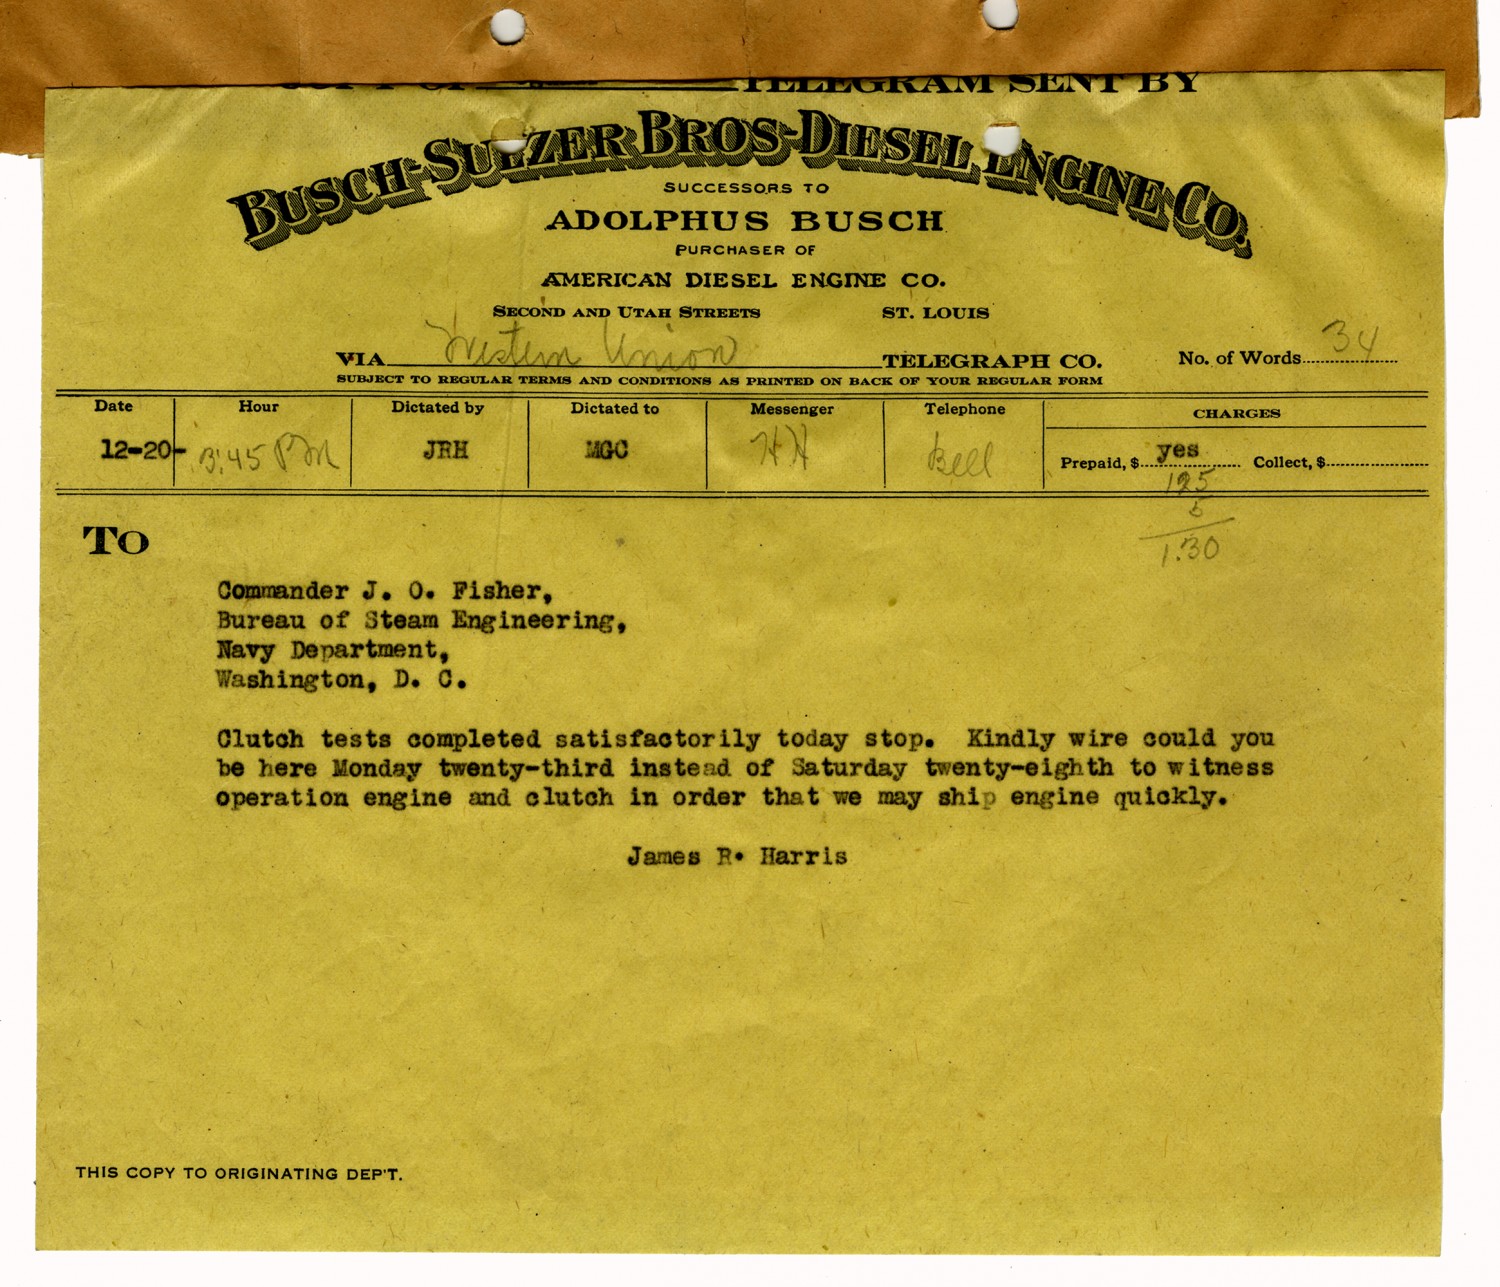 TELEGRAM SENT BY
BUSCH-SULZER BROS-DIESEL ENGINE CO.
SUCCESSORS TO
ADOLPHUS BUSCH
PURCHASER OF
AMERICAN DIESEL ENGINE CO.
SECOND AND UTAH STREETS ST. LOUIS
VIA Western Union TELEGRAPH CO. No. of Words 34
SUBJECT TO REGULAR TERMS AND CONDITIONS AS PRINTED ON BACK OF YOUR REGULAR FORM
Date Hour Dictated by Dictated to Messenger Telephone CHARGES
12-20- 3:45 PM JRH MGC HH Bell Prepaid, $ yes Collect, $
125
5
1.30
TO
Commander J. O. Fisher,
Bureau of Steam Engineering,
Navy Department,
Washington, D. C.
Clutch tests completed satisfactorily today stop. Kindly wire could you
be here Monday twenty-third instead of Saturday twenty-eighth to witness
operation engine and clutch in order that we may ship engine quickly.
James R. Harris
THIS COPY TO ORIGINATING DEP'T.